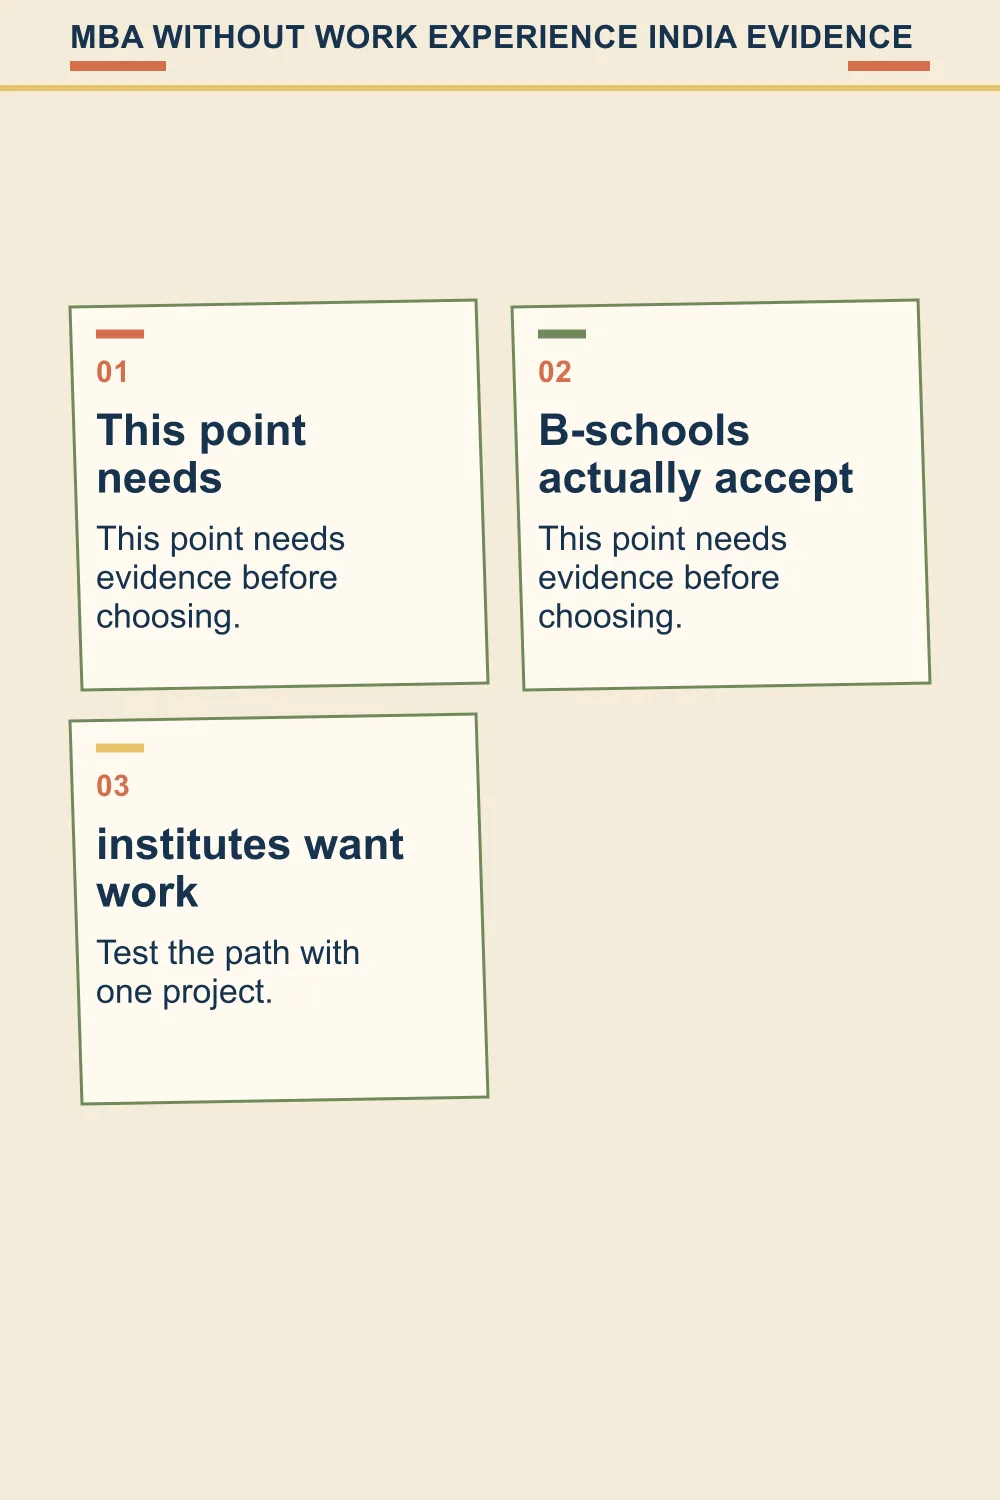 MBA WITHOUT WORK EXPERIENCE INDIA EVIDENCE
01
This point
needs
This point needs
evidence before
choosing.
02
B-schools
actually accept
This point needs
evidence before
choosing.
03
institutes want
work
Test the path with
one project.